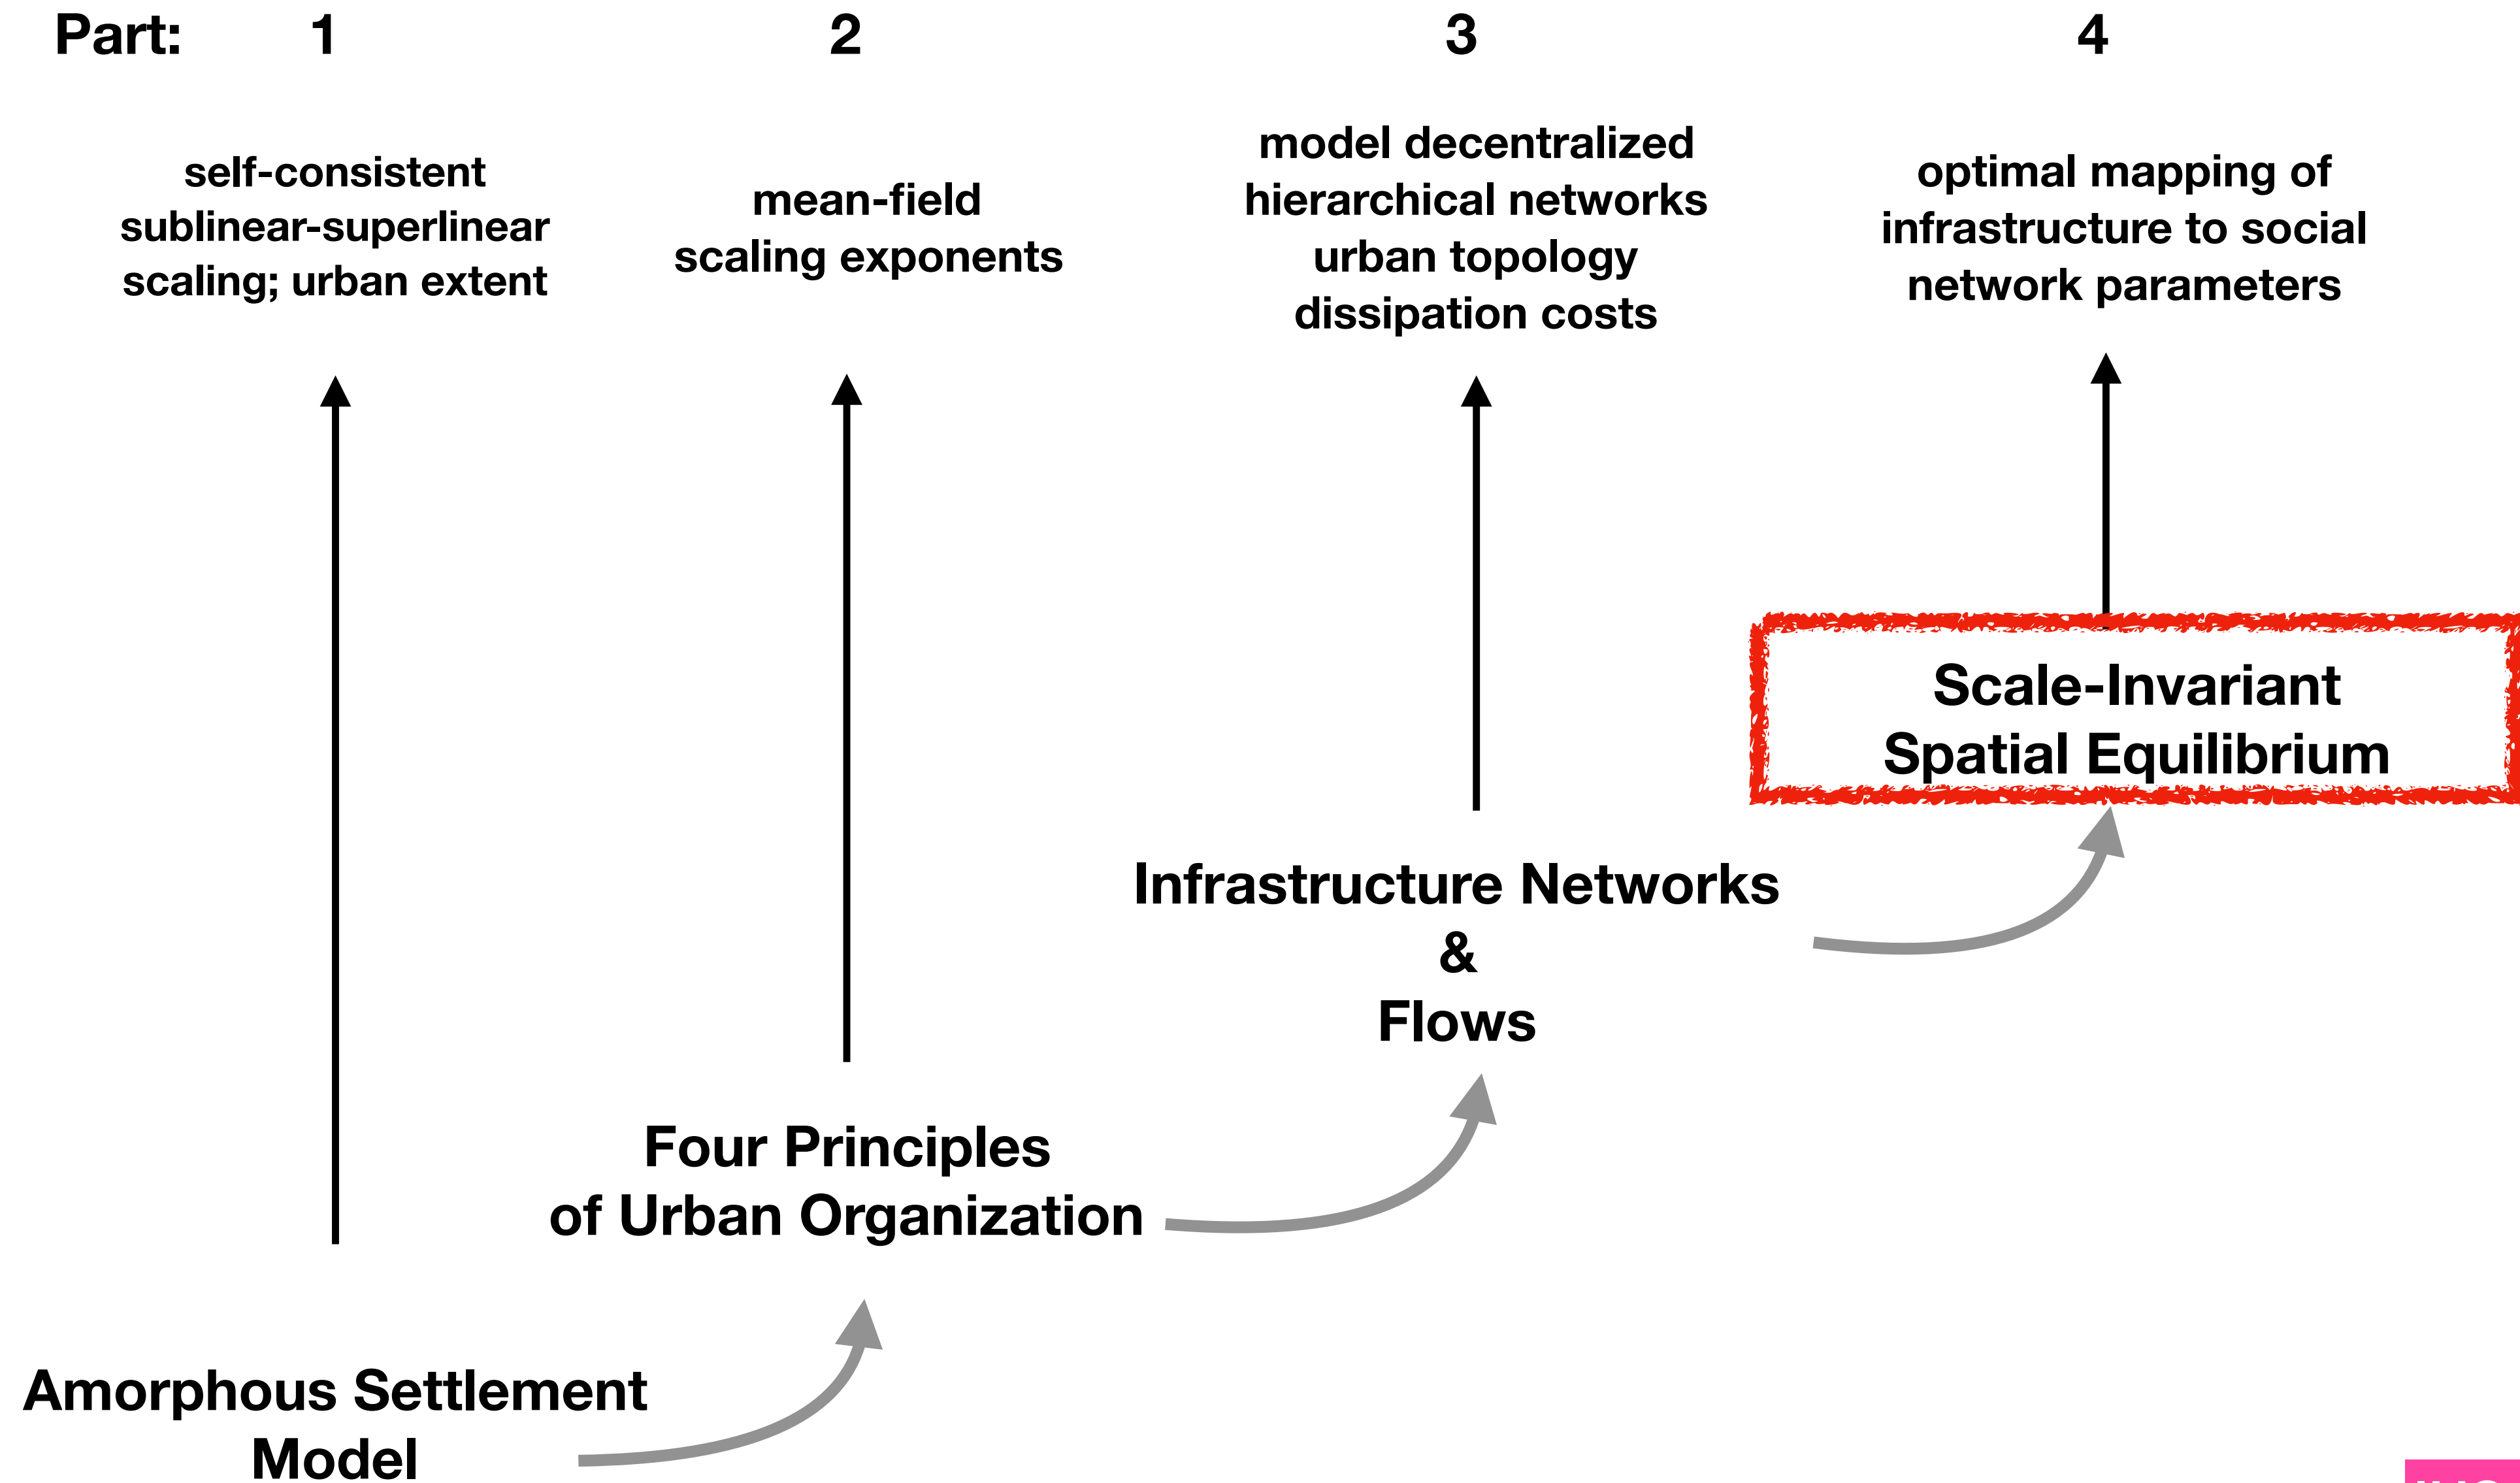 Part: 1 2 3 4
self-consistent
sublinear-superlinear
scaling; urban extent
mean-field
scaling exponents
model decentralized
hierarchical networks
urban topology
dissipation costs
optimal mapping of
infrastructure to social
network parameters
Scale-Invariant
Spatial Equilibrium
Infrastructure Networks
&
Flows
Four Principles
of Urban Organization
Amorphous Settlement
Model